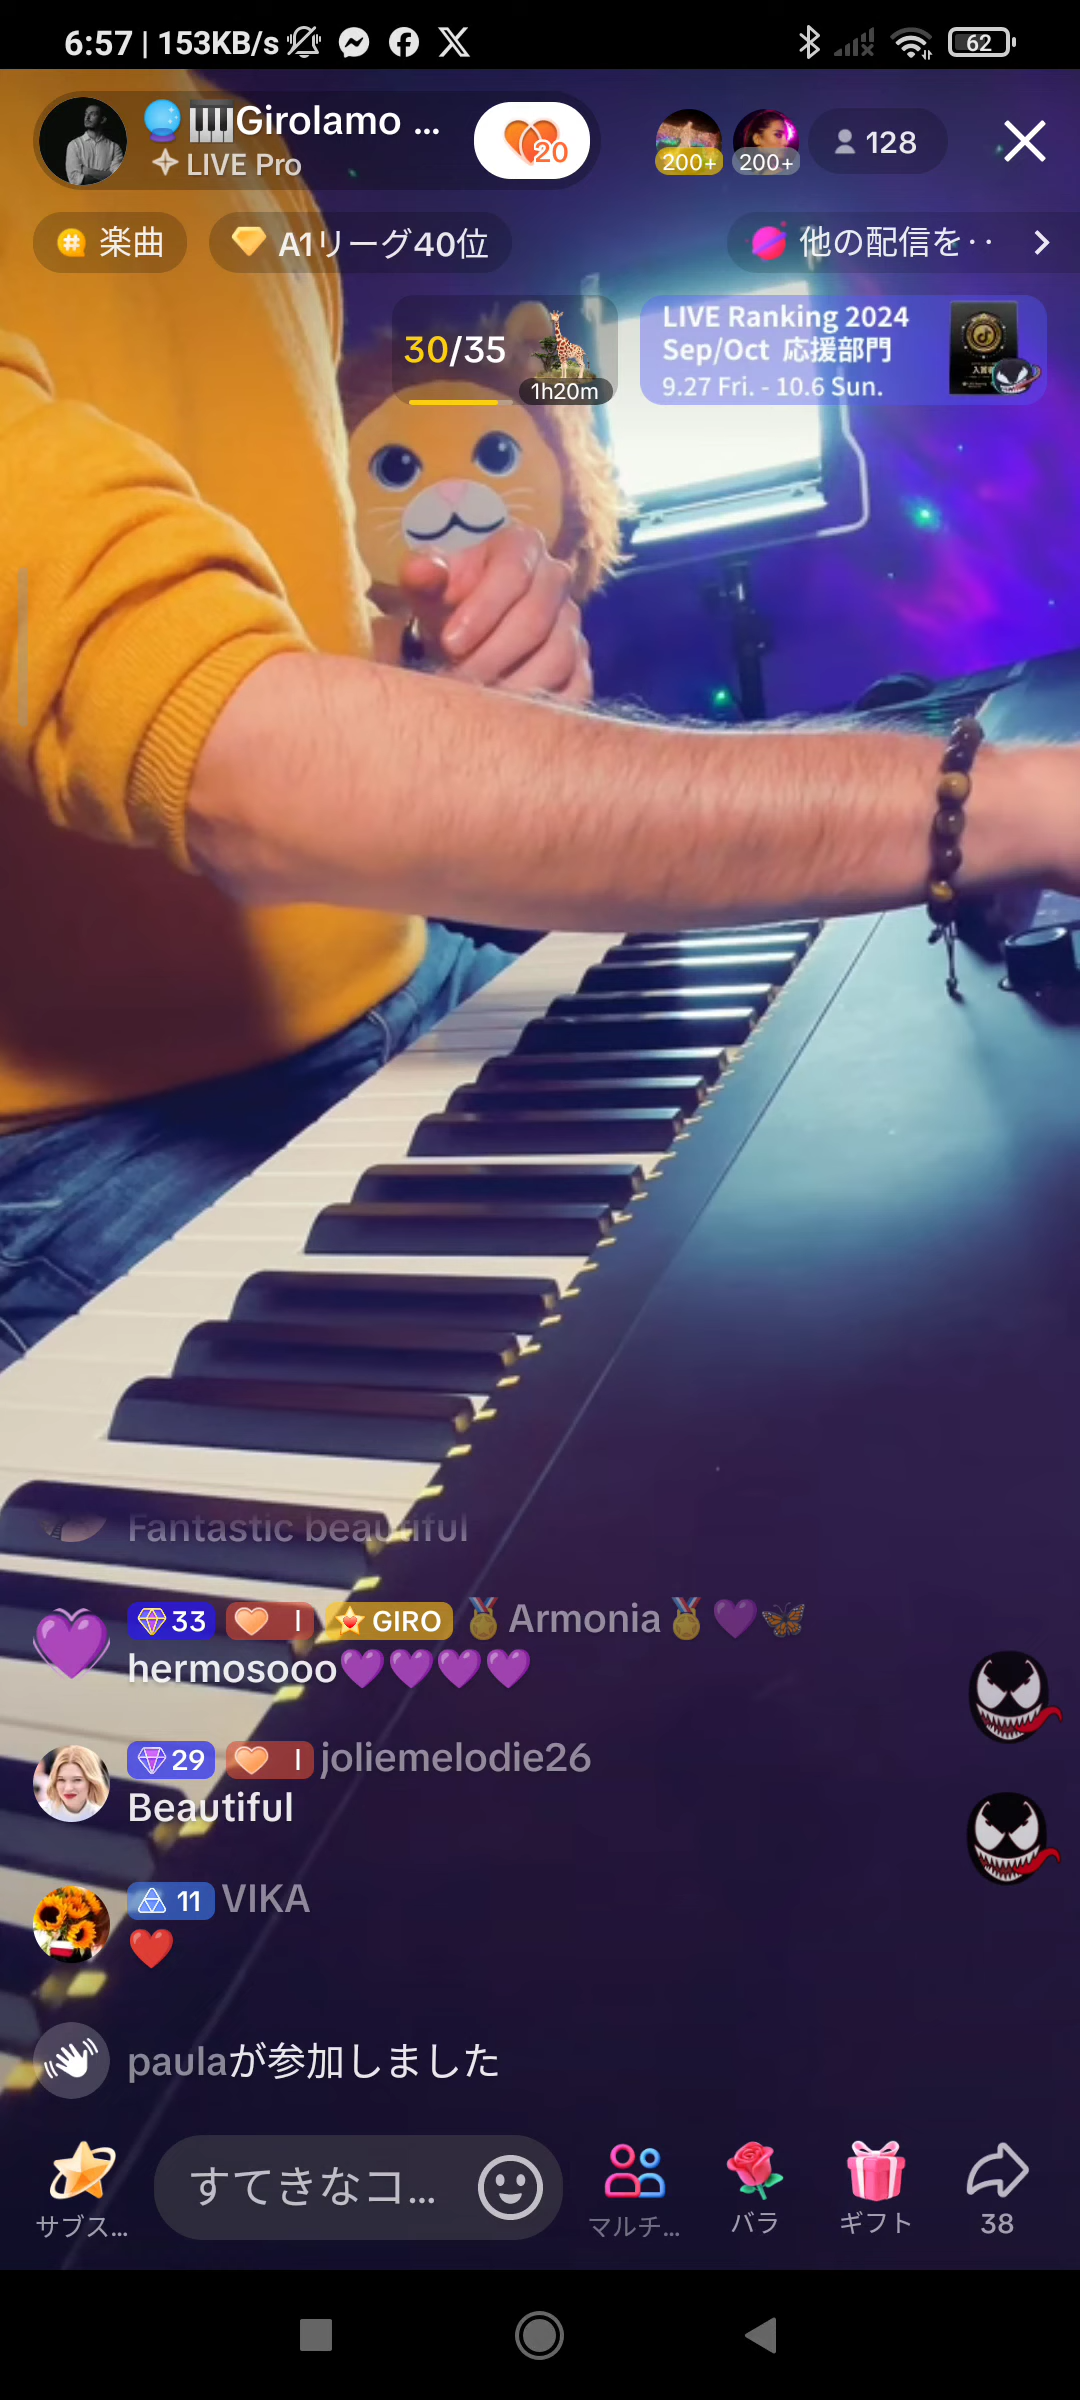 6:57 | 153KB/s
62
Girolamo ...
LIVE Pro
20
200+
200+
128
楽曲
A1リーグ40位
他の配信を‥
30/35
1h20m
LIVE Ranking 2024
Sep/Oct 応援部門
9.27 Fri. - 10.6 Sun.
Fantastic beautiful
33 I GIRO Armonia
hermosooo
29 I joliemelodie26
Beautiful
11 VIKA
paulaが参加しました
すてきなコ...
サブス...
マルチ...
バラ
ギフト
38